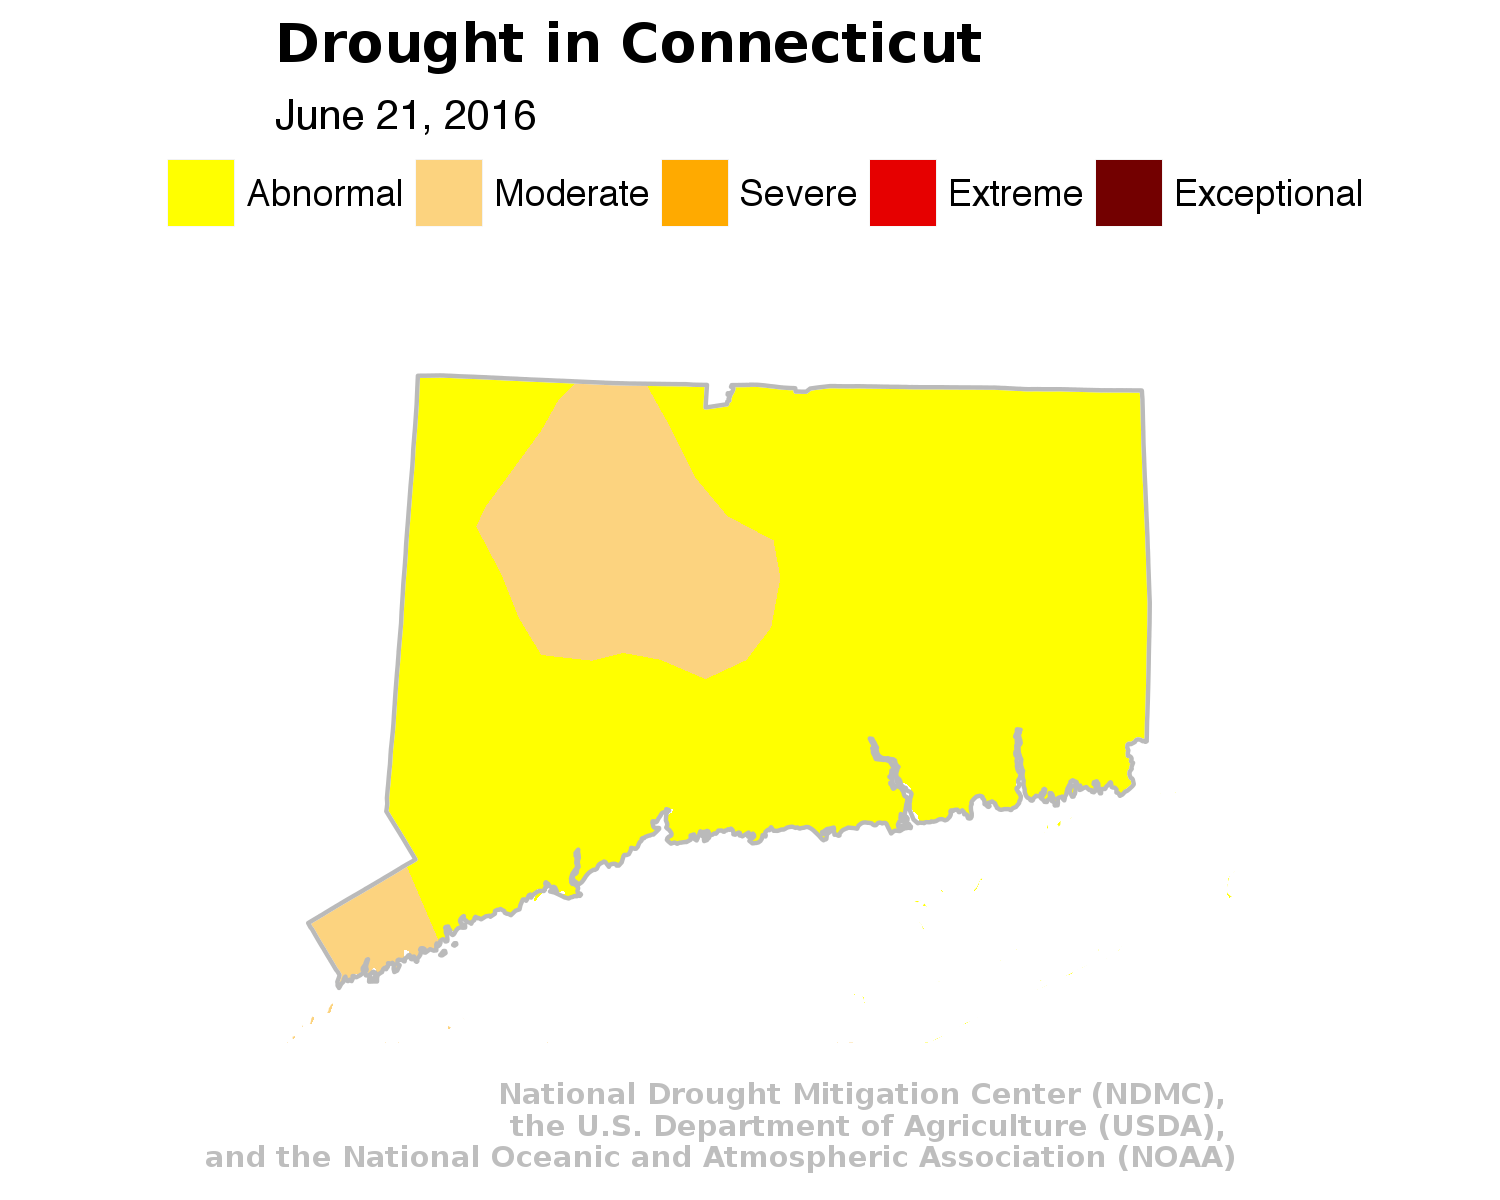 Drought in Connecticut
June 21, 2016
Abnormal Moderate Severe Extreme Exceptional
National Drought Mitigation Center (NDMC),
the U.S. Department of Agriculture (USDA),
and the National Oceanic and Atmospheric Association (NOAA)